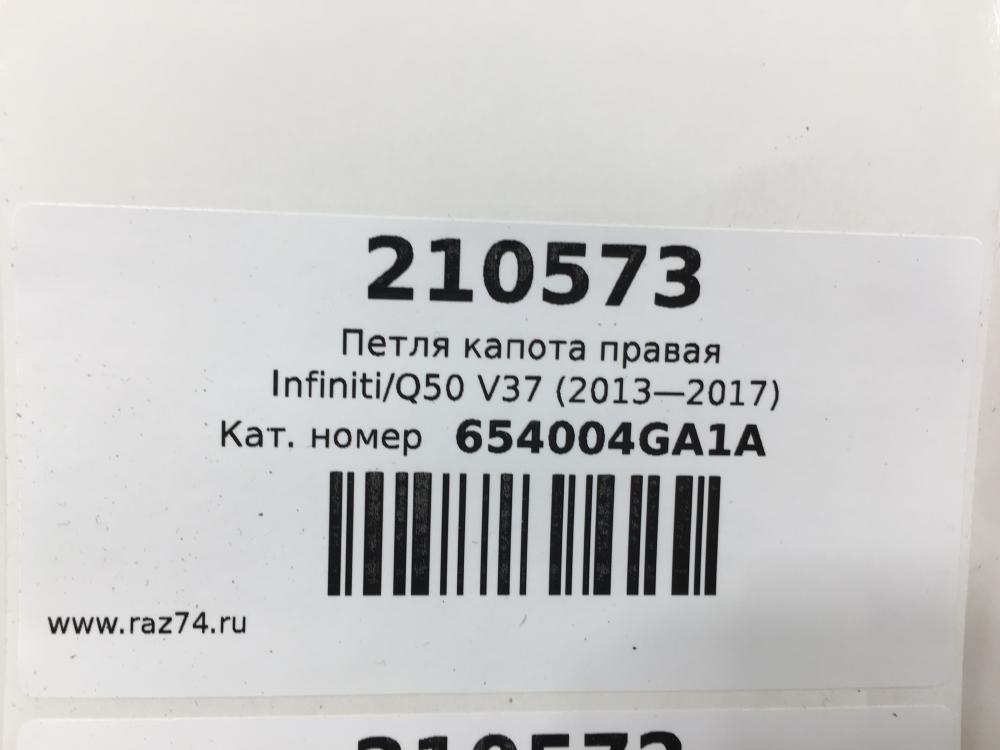 210573
Петля капота правая
Infiniti/Q50 V37 (2013—2017)
Кат. номер 654004GA1A
www.raz74.ru